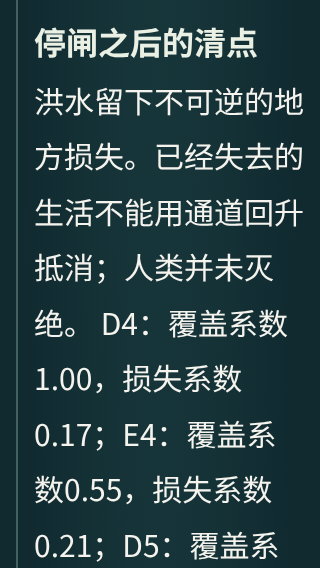 停闸之后的清点
洪水留下不可逆的地
方损失。已经失去的
生活不能用通道回升
抵消；人类并未灭
绝。 D4：覆盖系数
1.00，损失系数
0.17；E4：覆盖系
数0.55，损失系数
0.21；D5：覆盖系